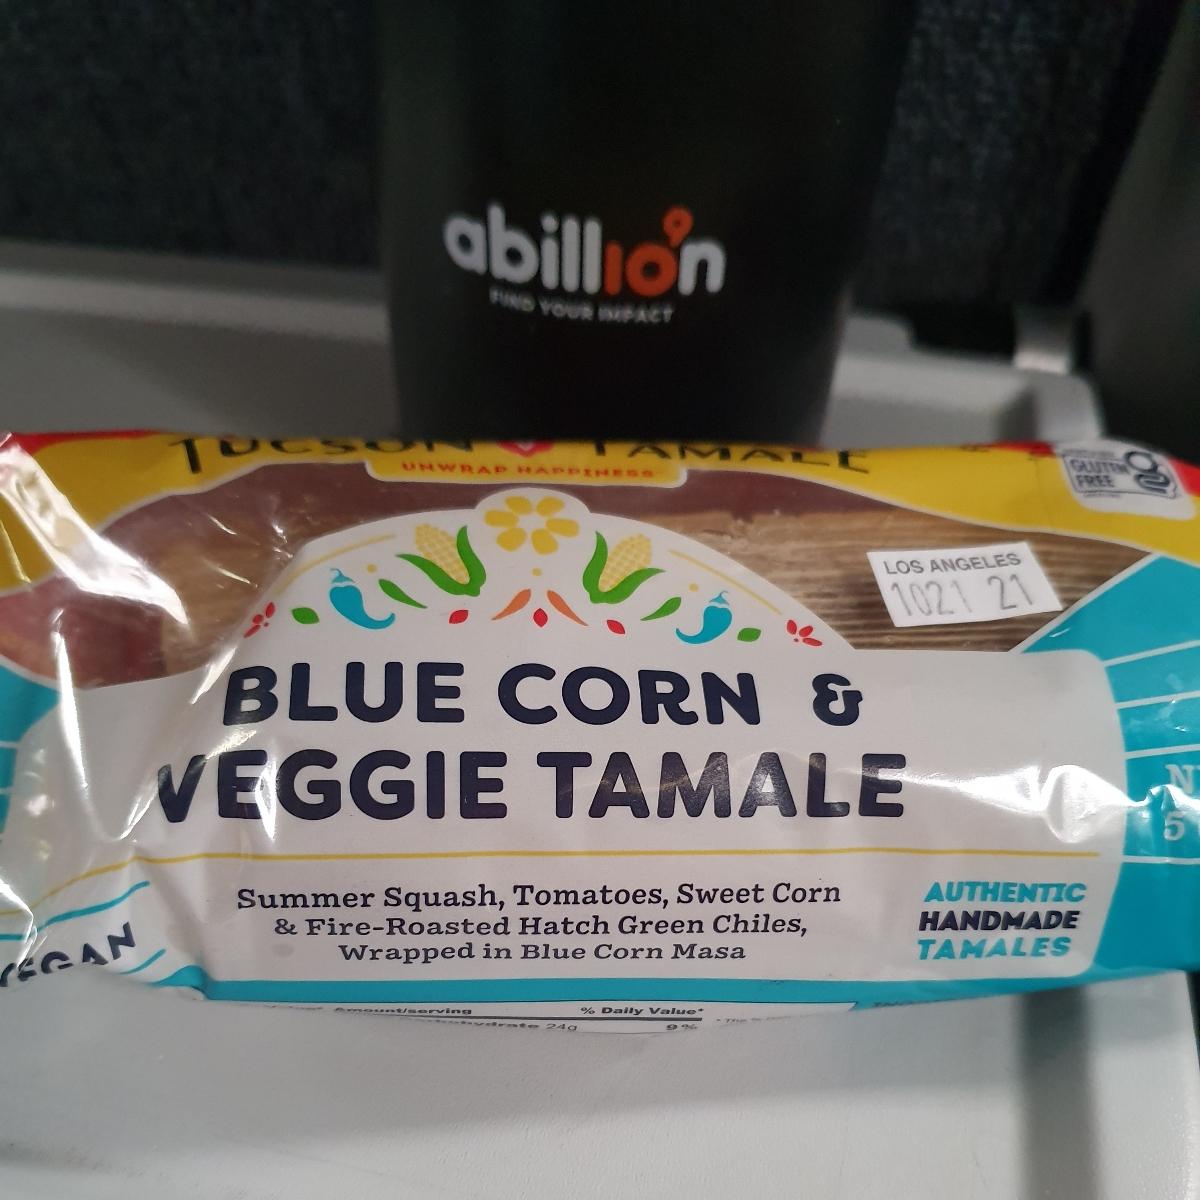 abillion
9
FIND YOUR IMPACT
TUCSON TAMALE
UNWRAP HAPPINESS
GLUTEN
FREE
LOS ANGELES
1021 21
BLUE CORN &
VEGGIE TAMALE
Summer Squash, Tomatoes, Sweet Corn
& Fire-Roasted Hatch Green Chiles,
Wrapped in Blue Corn Masa
AUTHENTIC
HANDMADE
TAMALES
VEGAN
5
Amount/serving % Daily Value*
24g 9%